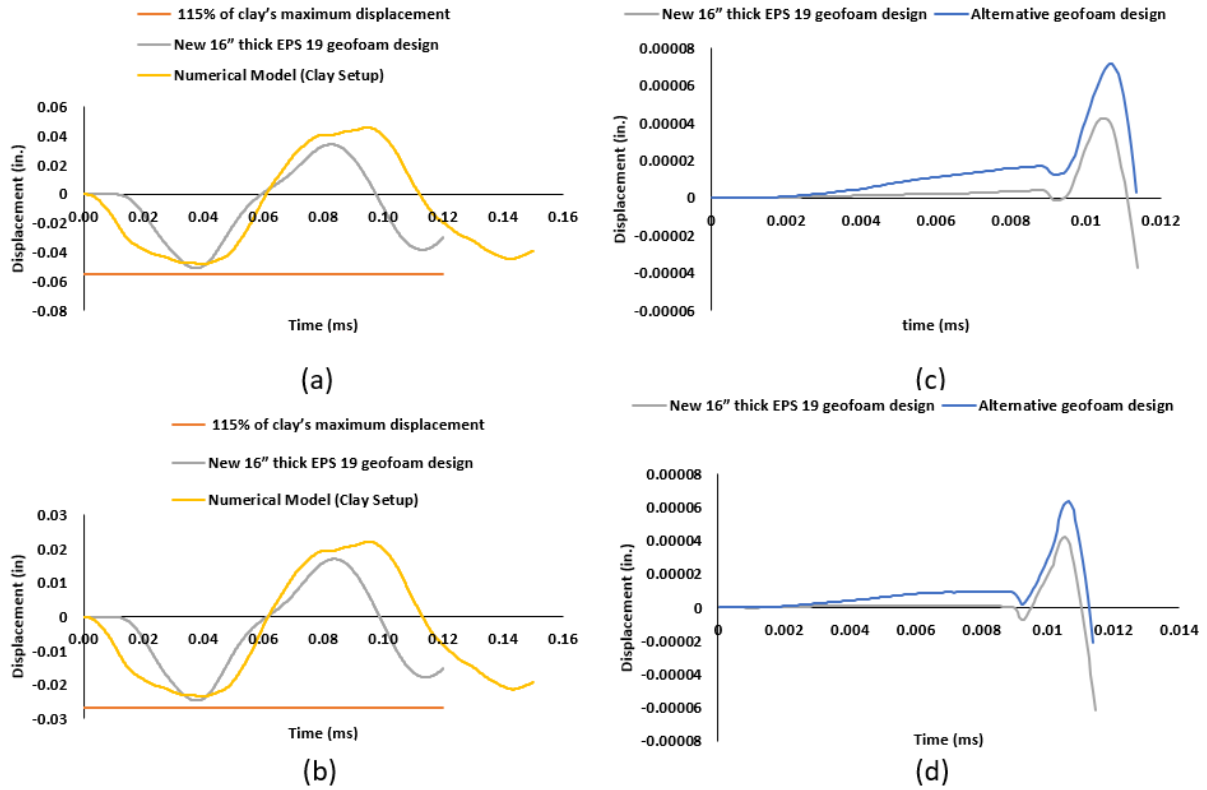 115% of clay's maximum displacement
New 16" thick EPS 19 geofoam design
Numerical Model (Clay Setup)
0.06
0.04
0.02
0
-0.02
-0.04
-0.06
-0.08
0.00 0.02 0.04 0.06 0.08 0.10 0.12 0.14 0.16
Displacement (in.)
Time (ms)
(a)
New 16" thick EPS 19 geofoam design Alternative geofoam design
0.00008
0.00006
0.00004
0.00002
0
-0.00002
-0.00004
-0.00006
0 0.002 0.004 0.006 0.008 0.01 0.012
Displacement (in.)
time (ms)
(c)
115% of clay's maximum displacement
New 16" thick EPS 19 geofoam design
Numerical Model (Clay Setup)
0.03
0.02
0.01
0
-0.01
-0.02
-0.03
0.00 0.02 0.04 0.06 0.08 0.10 0.12 0.14 0.16
Displacement (in)
Time (ms)
(b)
New 16" thick EPS 19 geofoam design Alternative geofoam design
0.00008
0.00006
0.00004
0.00002
0
-0.00002
-0.00004
-0.00006
-0.00008
0 0.002 0.004 0.006 0.008 0.01 0.012 0.014
Displacement (in.)
Time (ms)
(d)